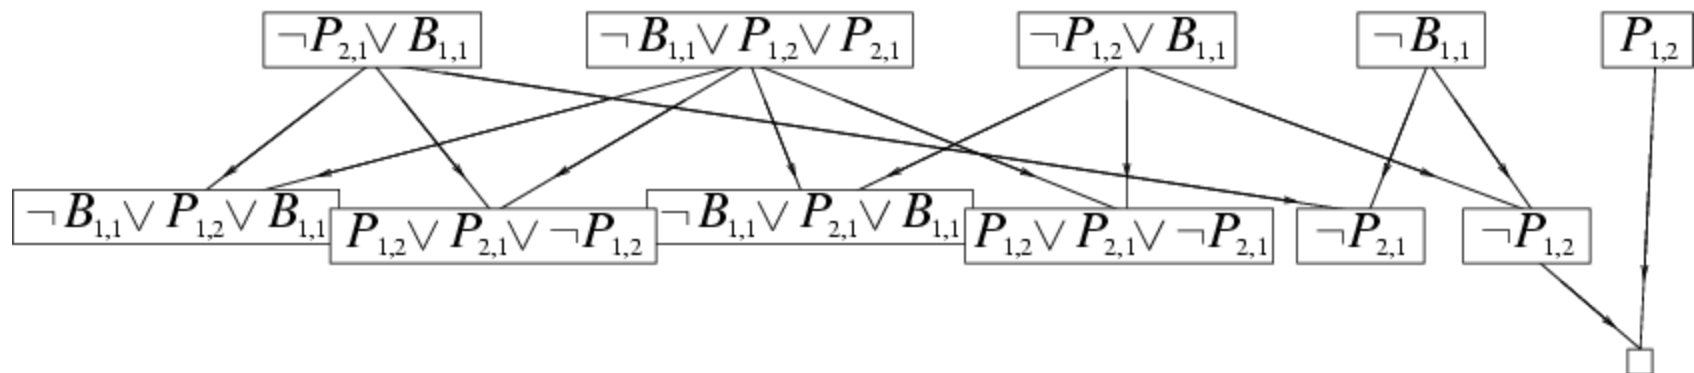 ¬P₂,₁∨ B₁,₁
¬B₁,₁∨ P₁,₂∨ P₂,₁
¬P₁,₂∨ B₁,₁
¬B₁,₁
P₁,₂
¬B₁,₁∨ P₁,₂∨ B₁,₁
P₁,₂∨ P₂,₁∨ ¬P₁,₂
¬B₁,₁∨ P₂,₁∨ B₁,₁
P₁,₂∨ P₂,₁∨ ¬P₂,₁
¬P₂,₁
¬P₁,₂